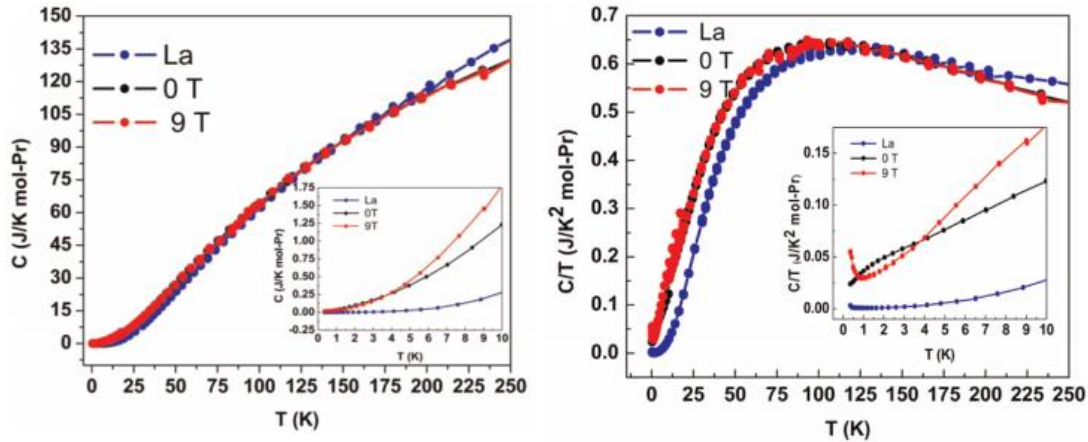 C (J/K mol-Pr)
150
135
120
105
90
75
60
45
30
15
0
La
0 T
9 T
C (J/K mol-Pr)
1.75
1.50
1.25
1.00
0.75
0.50
0.25
0.00
-0.25
La
0T
9T
0 1 2 3 4 5 6 7 8 9 10
T (K)
0 25 50 75 100 125 150 175 200 225 250
T (K)
C/T (J/K² mol-Pr)
0.7
0.6
0.5
0.4
0.3
0.2
0.1
0.0
La
0 T
9 T
C/T (J/K² mol-Pr)
0.15
0.10
0.05
0.00
La
0 T
9 T
0 1 2 3 4 5 6 7 8 9 10
T (K)
0 25 50 75 100 125 150 175 200 225 250
T (K)